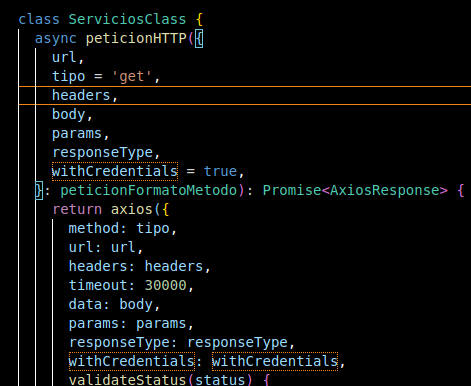 class ServiciosClass {
async peticionHTTP({
url,
tipo = 'get',
headers,
body,
params,
responseType,
withCredentials = true,
}: peticionFormatoMetodo): Promise<AxiosResponse> {
return axios({
method: tipo,
url: url,
headers: headers,
timeout: 30000,
data: body,
params: params,
responseType: responseType,
withCredentials: withCredentials,
validateStatus(status) {